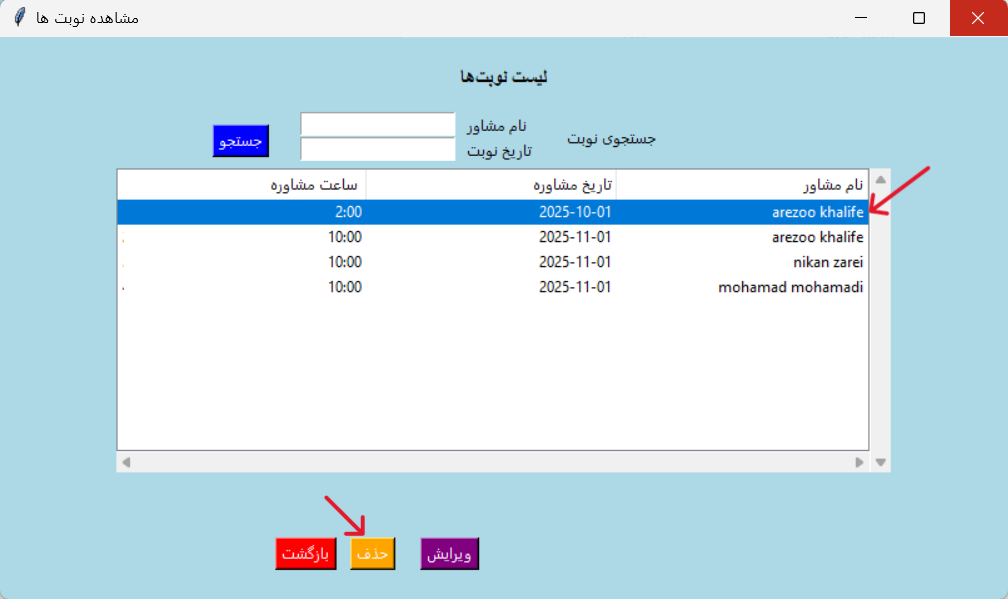 مشاهده نوبت ها
لیست نوبت‌ها
جستجوی نوبت
نام مشاور
تاریخ نوبت
جستجو
نام مشاور تاریخ مشاوره ساعت مشاوره
arezoo khalife 2025-10-01 2:00
arezoo khalife 2025-11-01 10:00
nikan zarei 2025-11-01 10:00
mohamad mohamadi 2025-11-01 10:00
ویرایش حذف بازگشت